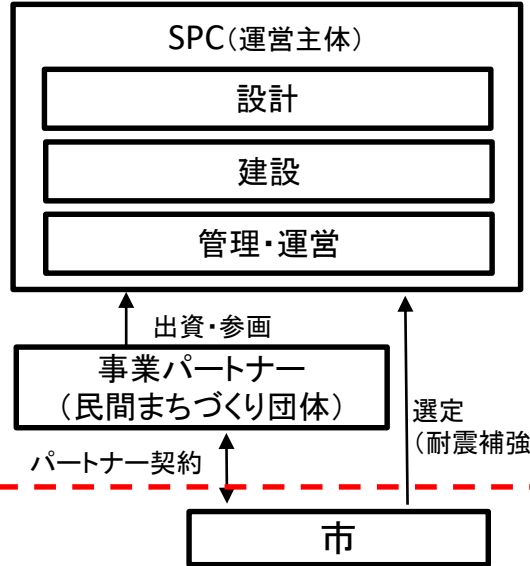 SPC(運営主体)
設計
建設
管理・運営
出資・参画
事業パートナー
(民間まちづくり団体)
選定
(耐震補強
パートナー契約
市